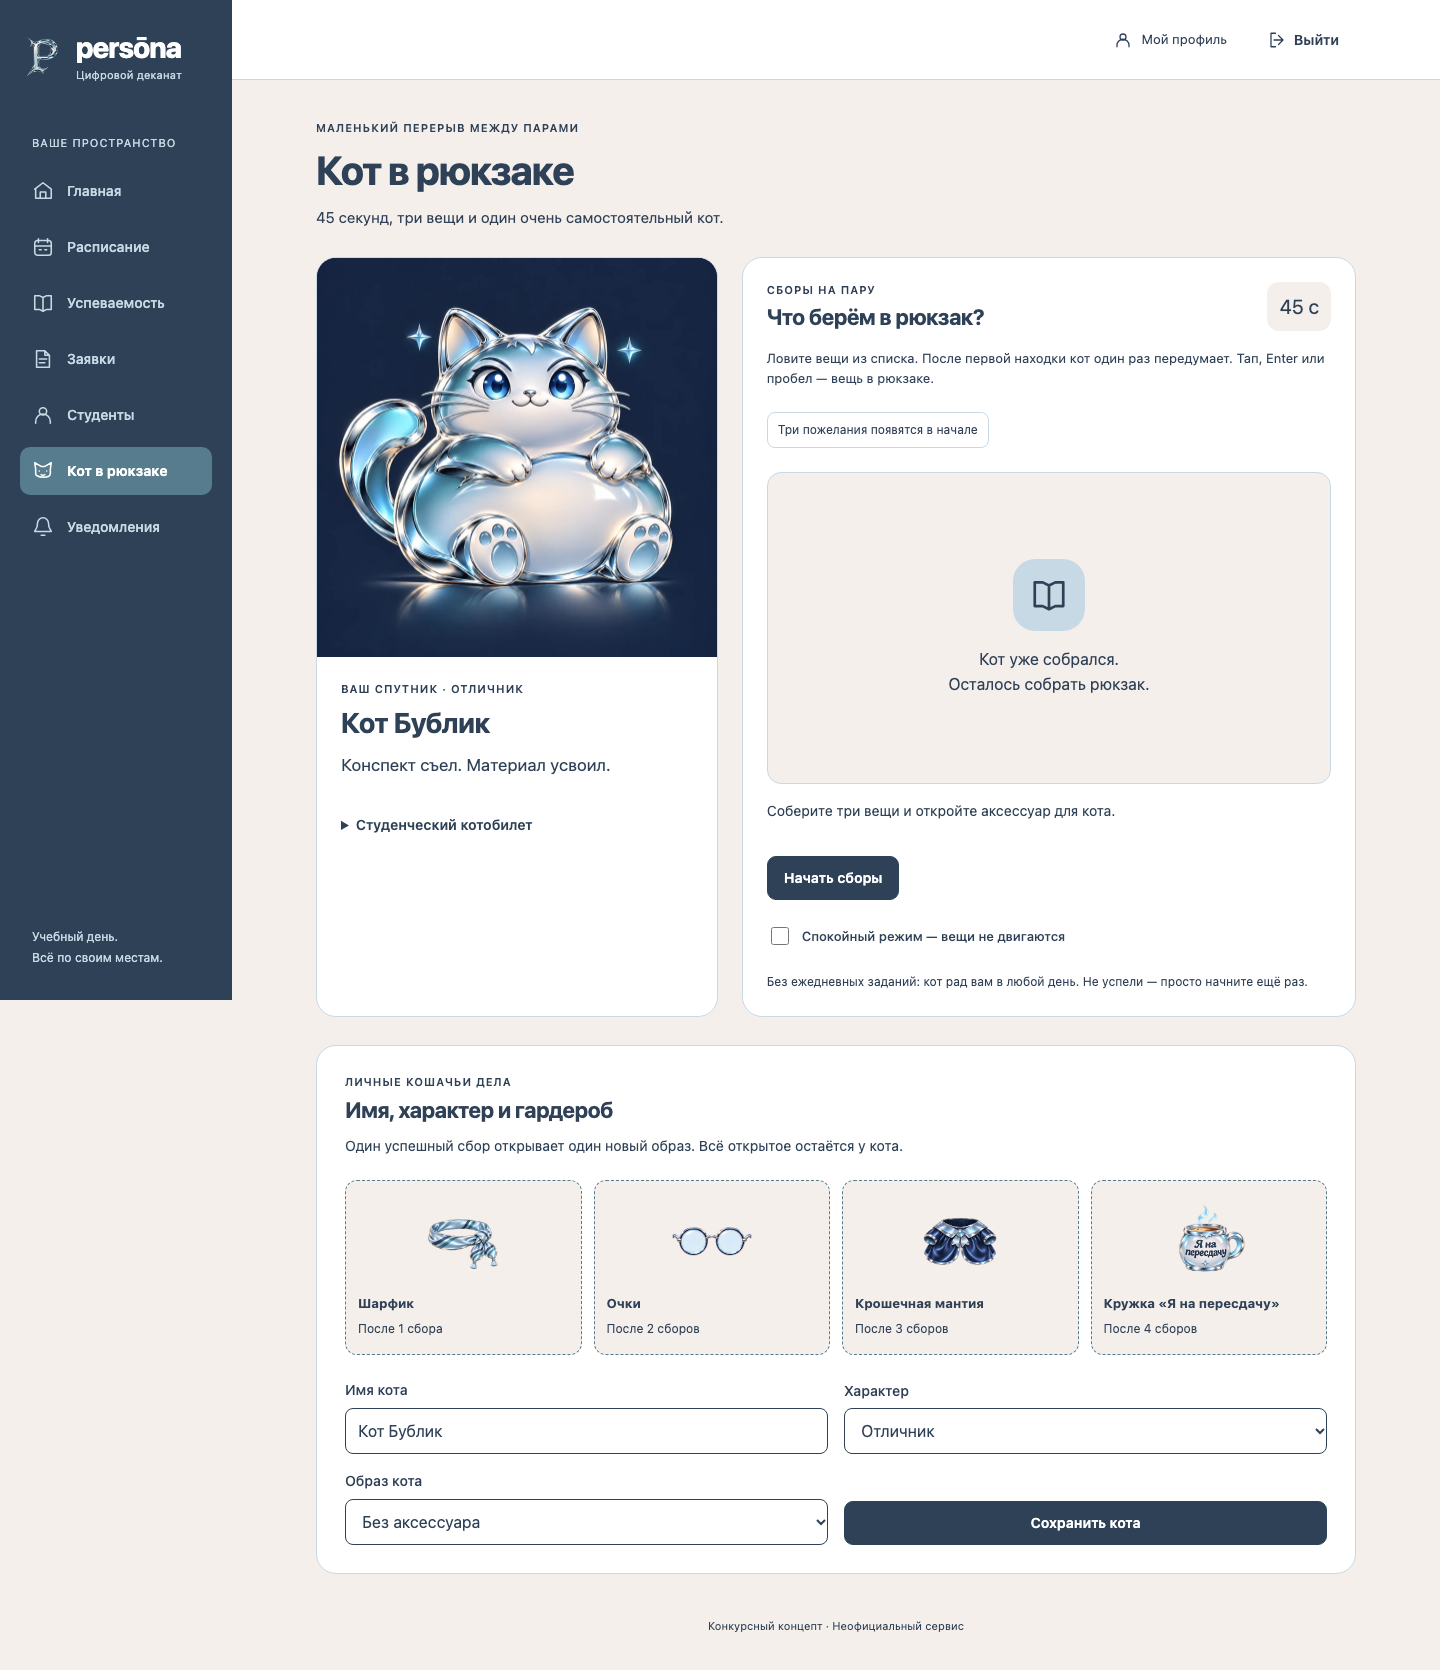 persōna
Цифровой деканат
ВАШЕ ПРОСТРАНСТВО
Главная
Расписание
Успеваемость
Заявки
Студенты
Кот в рюкзаке
Уведомления
Учебный день.
Всё по своим местам.
Мой профиль
Выйти
МАЛЕНЬКИЙ ПЕРЕРЫВ МЕЖДУ ПАРАМИ
Кот в рюкзаке
45 секунд, три вещи и один очень самостоятельный кот.
ВАШ СПУТНИК · ОТЛИЧНИК
Кот Бублик
Конспект съел. Материал усвоил.
Студенческий котобилет
СБОРЫ НА ПАРУ
Что берём в рюкзак?
45 с
Ловите вещи из списка. После первой находки кот один раз передумает. Тап, Enter или
пробел — вещь в рюкзаке.
Три пожелания появятся в начале
Кот уже собрался.
Осталось собрать рюкзак.
Соберите три вещи и откройте аксессуар для кота.
Начать сборы
Спокойный режим — вещи не двигаются
Без ежедневных заданий: кот рад вам в любой день. Не успели — просто начните ещё раз.
ЛИЧНЫЕ КОШАЧЬИ ДЕЛА
Имя, характер и гардероб
Один успешный сбор открывает один новый образ. Всё открытое остаётся у кота.
Шарфик
После 1 сбора
Очки
После 2 сборов
Крошечная мантия
После 3 сборов
Я на
пересдачу
Кружка «Я на пересдачу»
После 4 сборов
Имя кота
Кот Бублик
Характер
Отличник
Образ кота
Без аксессуара
Сохранить кота
Конкурсный концепт · Неофициальный сервис